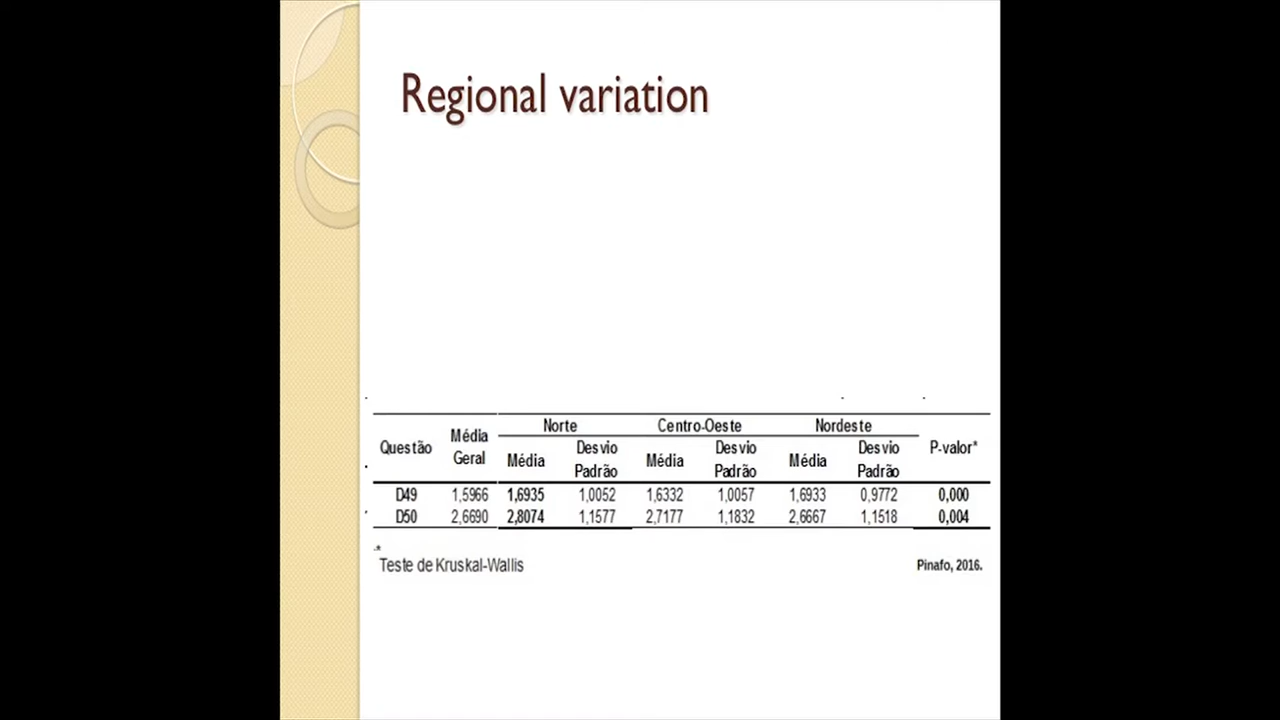 Regional variation
Questão Média Geral Norte Centro-Oeste Nordeste P-valor*
Média Desvio Padrão Média Desvio Padrão Média Desvio Padrão
D49 1,5966 1,6935 1,0052 1,6332 1,0057 1,6933 0,9772 0,000
D50 2,6690 2,8074 1,1577 2,7177 1,1832 2,6667 1,1518 0,004
*
Teste de Kruskal-Wallis Pinafo, 2016.